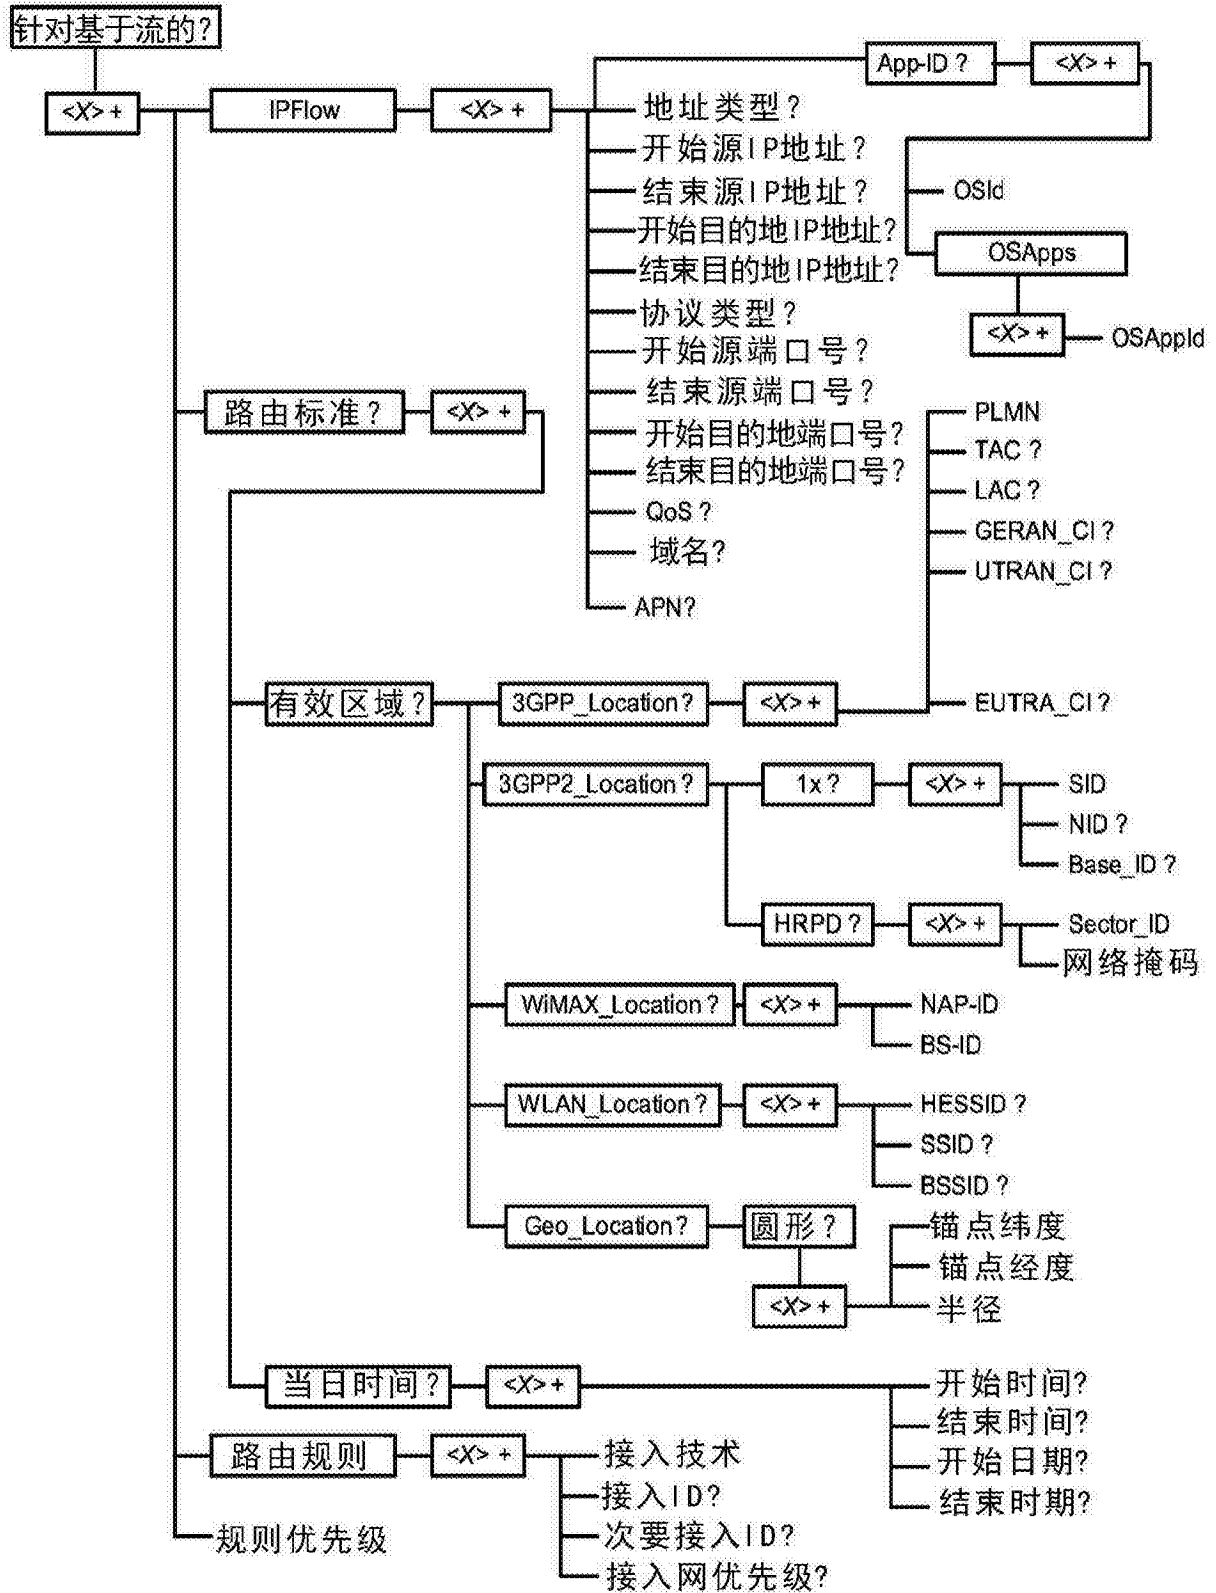 针对基于流的?
<X> +
IPFlow
<X> +
App-ID ?
<X> +
地址类型?
开始源IP地址?
结束源IP地址?
开始目的地IP地址?
结束目的地IP地址?
协议类型?
开始源端口号?
结束源端口号?
开始目的地端口号?
结束目的地端口号?
QoS ?
域名?
APN?
OSId
OSApps
<X> +
OSAppId
路由标准?
<X> +
有效区域?
3GPP_Location?
<X> +
PLMN
TAC ?
LAC ?
GERAN_CI ?
UTRAN_CI ?
EUTRA_CI ?
3GPP2_Location?
1x ?
<X> +
SID
NID ?
Base_ID ?
HRPD ?
<X> +
Sector_ID
网络掩码
WiMAX_Location?
<X> +
NAP-ID
BS-ID
WLAN_Location?
<X> +
HESSID ?
SSID ?
BSSID ?
Geo_Location?
圆形?
<X> +
锚点纬度
锚点经度
半径
当日时间?
<X> +
开始时间?
结束时间?
开始日期?
结束时期?
路由规则
<X> +
接入技术
接入ID?
次要接入ID?
接入网优先级?
规则优先级